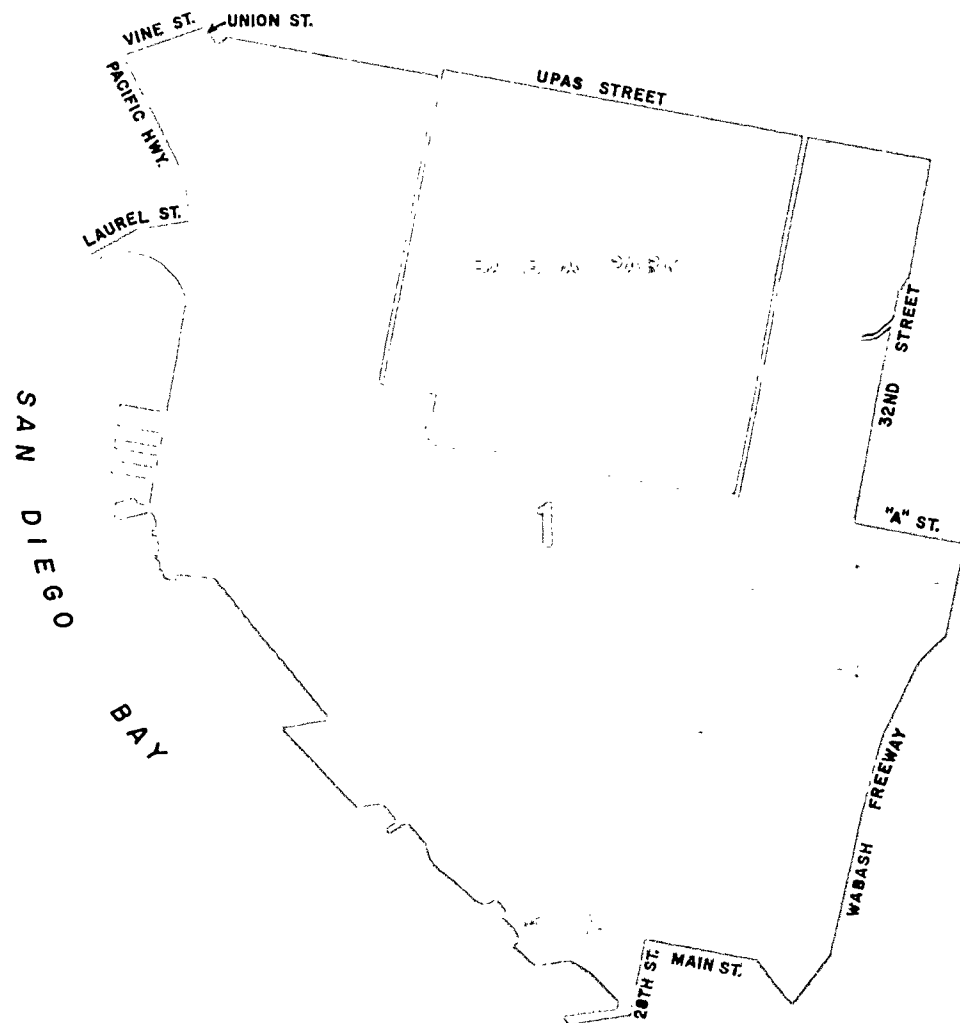 VINE ST.
UNION ST.
PACIFIC HWY.
UPAS STREET
LAUREL ST.
32ND STREET
"A" ST.
1
SAN DIEGO BAY
WABASH FREEWAY
MAIN ST.
28TH ST.